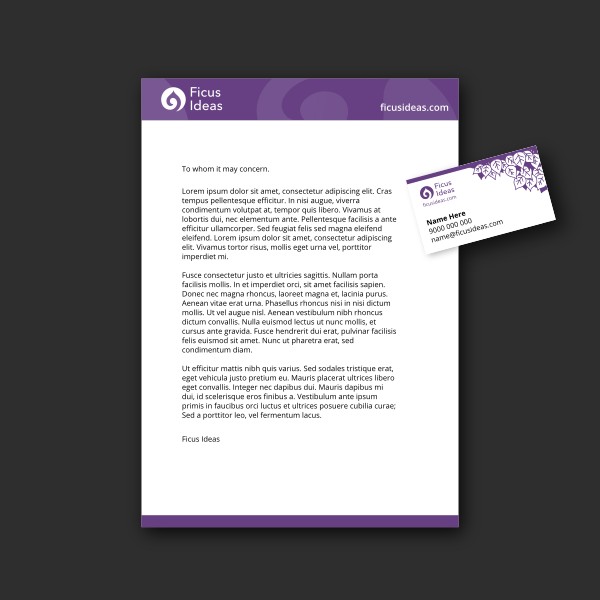 Ficus
Ideas
ficusideas.com
To whom it may concern.
Lorem ipsum dolor sit amet, consectetur adipiscing elit. Cras
tempus pellentesque efficitur. In nisi augue, viverra
condimentum volutpat at, tempor quis libero. Vivamus at
lobortis dui, nec elementum ante. Pellentesque facilisis a ante
efficitur ullamcorper. Sed feugiat felis sed magna eleifend
eleifend. Lorem ipsum dolor sit amet, consectetur adipiscing
elit. Vivamus tortor risus, mollis eget urna vel, porttitor
imperdiet mi.
Fusce consectetur justo et ultricies sagittis. Nullam porta
facilisis mollis. In et imperdiet orci, sit amet facilisis sapien.
Donec nec magna rhoncus, laoreet magna et, lacinia purus.
Aenean vitae erat urna. Phasellus rhoncus nisi in nisi dictum
mollis. Ut vel augue nisl. Aenean vestibulum nibh rhoncus
dictum convallis. Nulla euismod lectus ut nunc mollis, et
cursus ante gravida. Fusce hendrerit dui erat, pulvinar facilisis
felis euismod sit amet. Nunc ut pharetra erat, sed
condimentum diam.
Ut efficitur mattis nibh quis varius. Sed sodales tristique erat,
eget vehicula justo pretium eu. Mauris placerat ultrices libero
eget convallis. Integer nec dapibus dui. Mauris dapibus mi
dui, id scelerisque eros finibus a. Vestibulum ante ipsum
primis in faucibus orci luctus et ultrices posuere cubilia curae;
Sed a porttitor leo, vel fermentum lacus.
Ficus Ideas
Ficus
Ideas
ficusideas.com
Name Here
9000 000 000
name@ficusideas.com